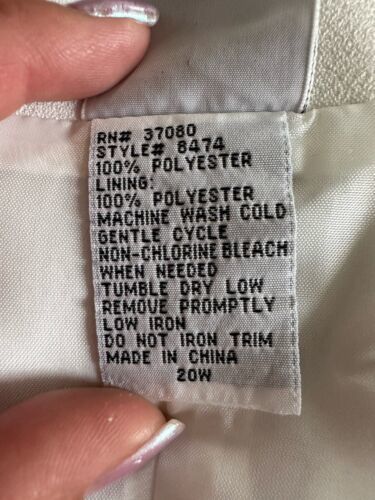 RN# 37080
STYLE# 8474
100% POLYESTER
LINING:
100% POLYESTER
MACHINE WASH COLD
GENTLE CYCLE
NON-CHLORINE BLEACH
WHEN NEEDED
TUMBLE DRY LOW
REMOVE PROMPTLY
LOW IRON
DO NOT IRON TRIM
MADE IN CHINA
20W